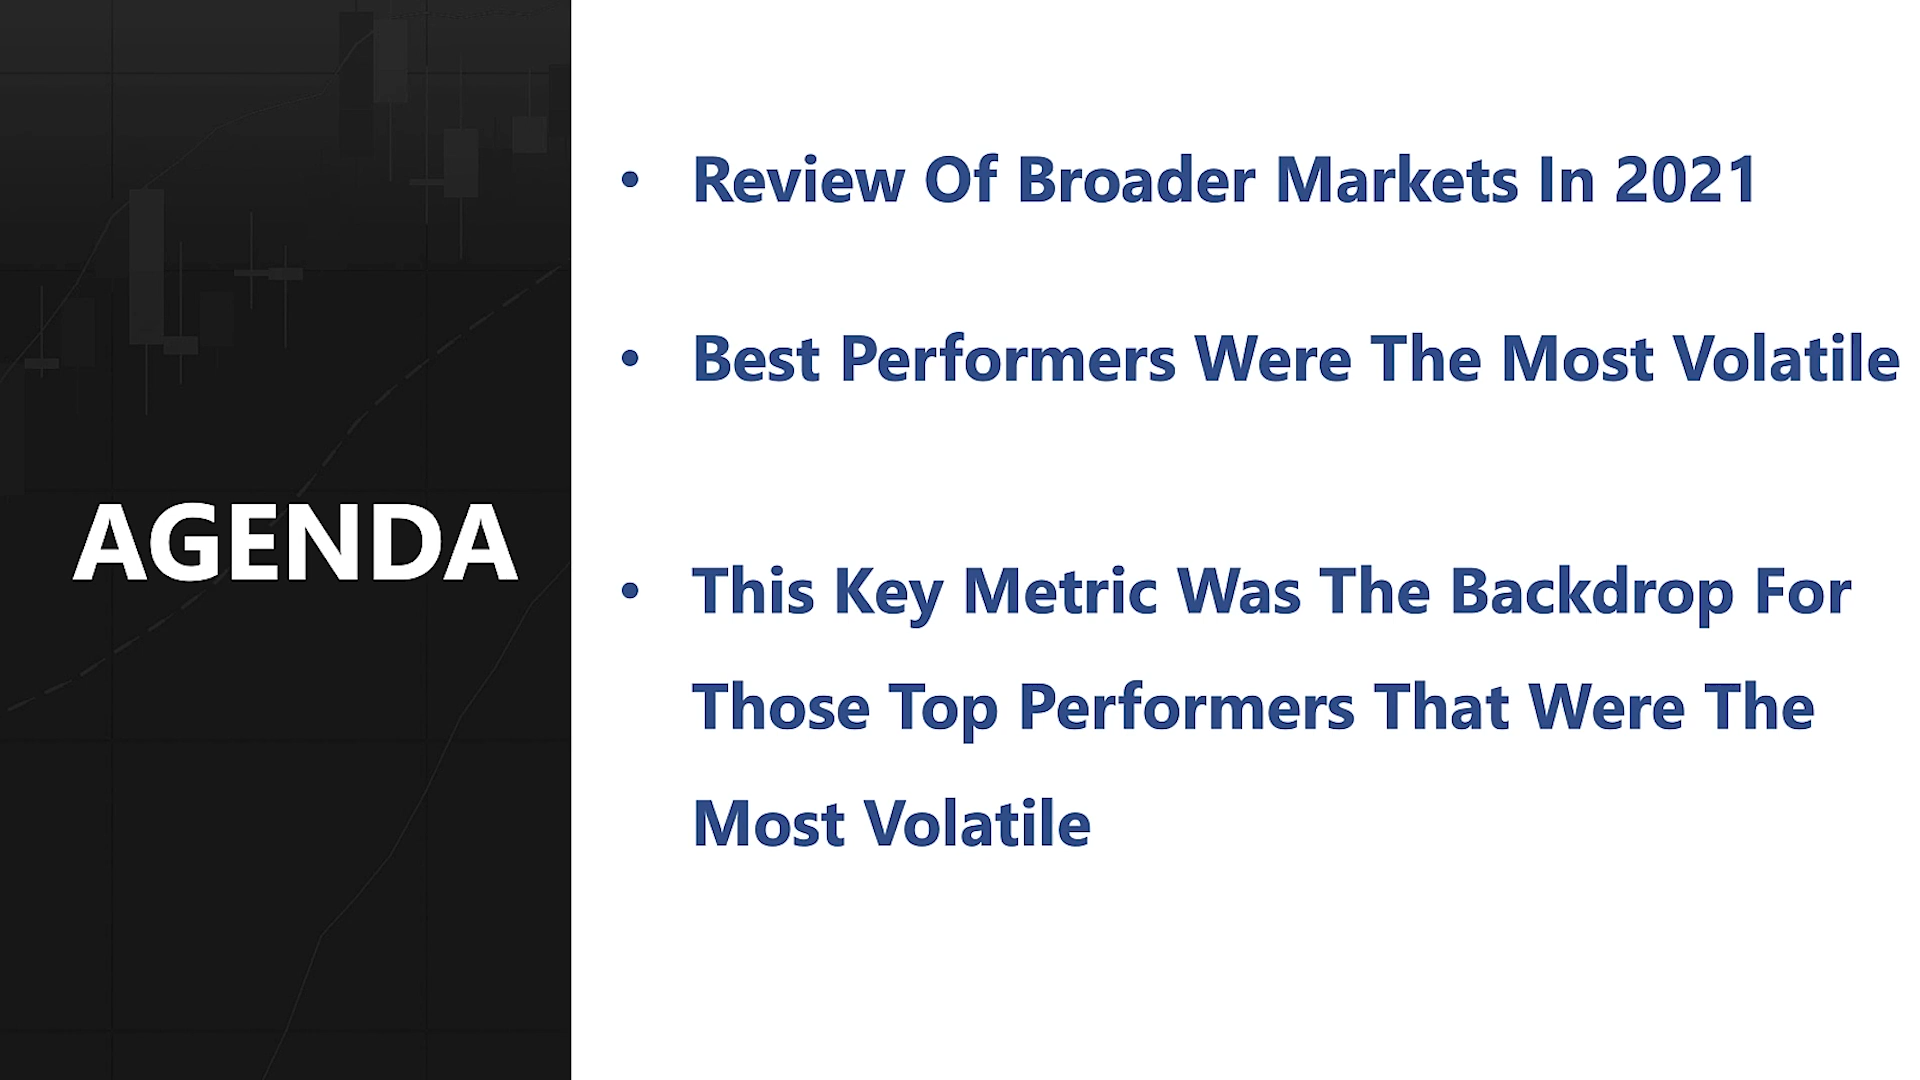 AGENDA
• Review Of Broader Markets In 2021
• Best Performers Were The Most Volatile
• This Key Metric Was The Backdrop For
Those Top Performers That Were The
Most Volatile